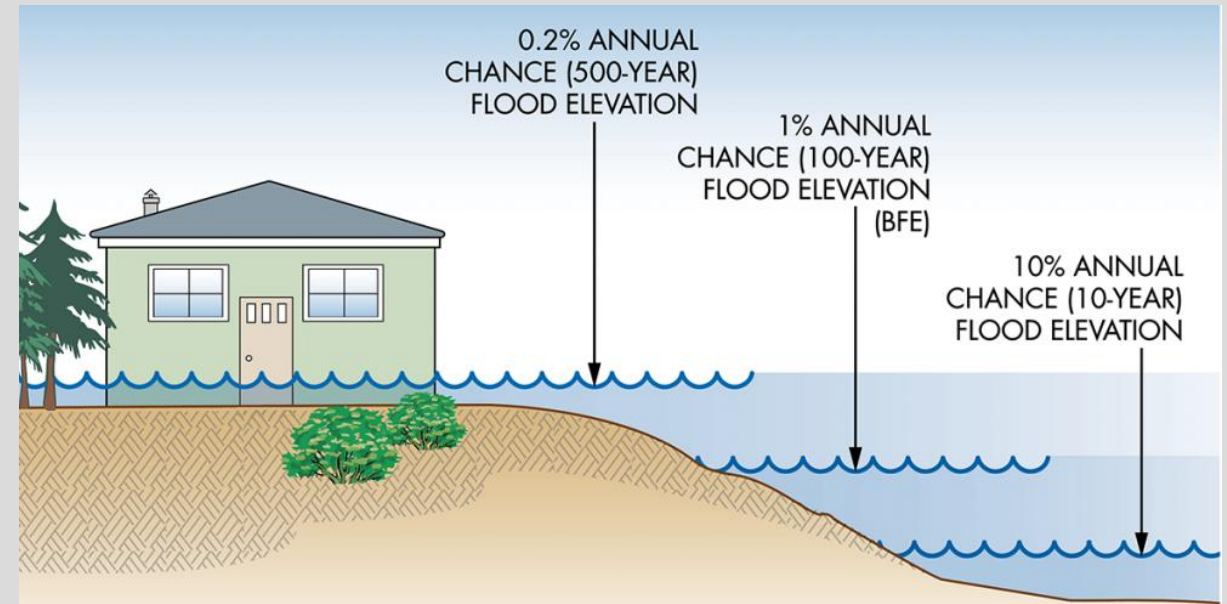 0.2% ANNUAL
CHANCE (500-YEAR)
FLOOD ELEVATION
1% ANNUAL
CHANCE (100-YEAR)
FLOOD ELEVATION
(BFE)
10% ANNUAL
CHANCE (10-YEAR)
FLOOD ELEVATION